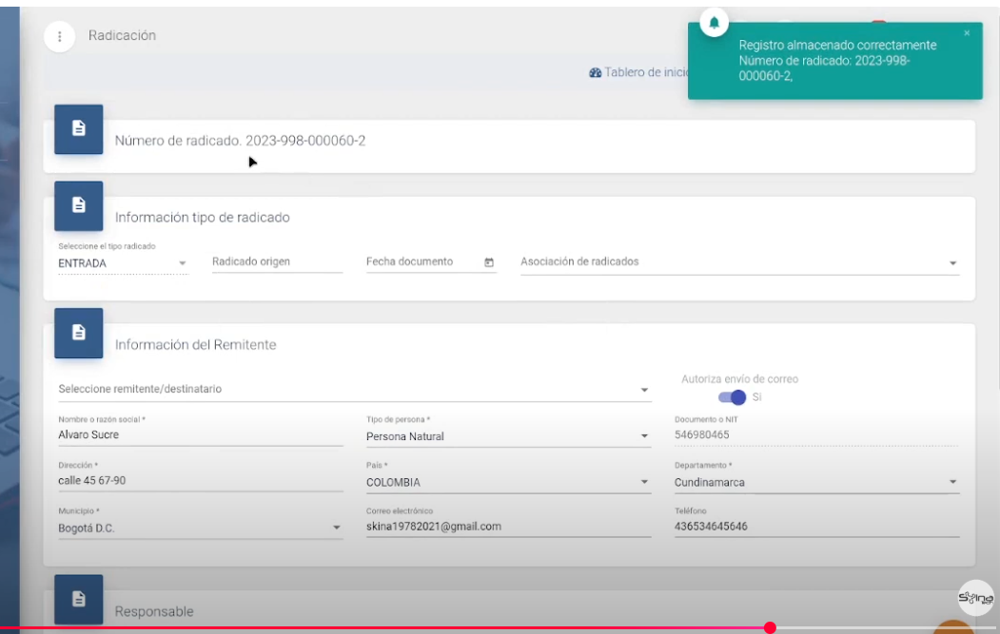 Radicación
Registro almacenado correctamente
Número de radicado: 2023-998-
000060-2,
×
Tablero de inicio
Número de radicado. 2023-998-000060-2
Información tipo de radicado
Seleccione el tipo radicado
ENTRADA
Radicado origen
Fecha documento
Asociación de radicados
Información del Remitente
Seleccione remitente/destinatario
Autoriza envío de correo
Si
Nombre o razón social *
Alvaro Sucre
Tipo de persona *
Persona Natural
Documento o NIT
546980465
Dirección *
calle 45 67-90
País *
COLOMBIA
Departamento *
Cundinamarca
Municipio *
Bogotá D.C.
Correo electrónico
skina19782021@gmail.com
Teléfono
436534645646
Responsable